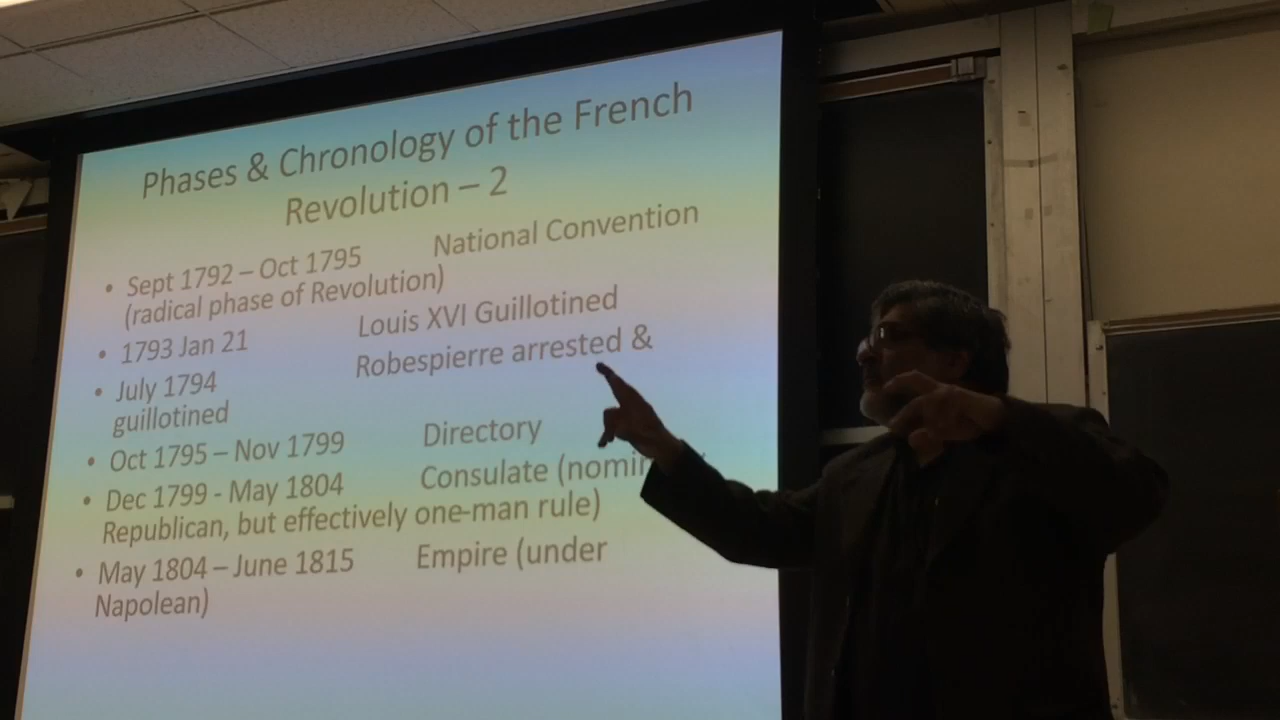 Phases & Chronology of the French
Revolution – 2
• Sept 1792 – Oct 1795 National Convention
(radical phase of Revolution)
• 1793 Jan 21 Louis XVI Guillotined
• July 1794 Robespierre arrested &
guillotined
• Oct 1795 – Nov 1799 Directory
• Dec 1799 - May 1804 Consulate
Republican, but effectively one-man rule)
• May 1804 – June 1815 Empire (under
Napolean)